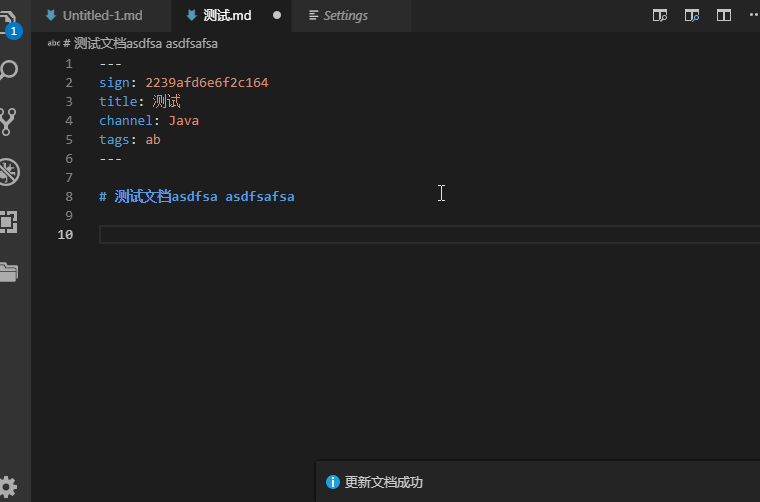 Untitled-1.md 测试.md Settings
1
abc # 测试文档asdfsa asdfsafsa
1 ---
2 sign: 2239afd6e6f2c164
3 title: 测试
4 channel: Java
5 tags: ab
6 ---
7
8 # 测试文档asdfsa asdfsafsa
9
10
更新文档成功